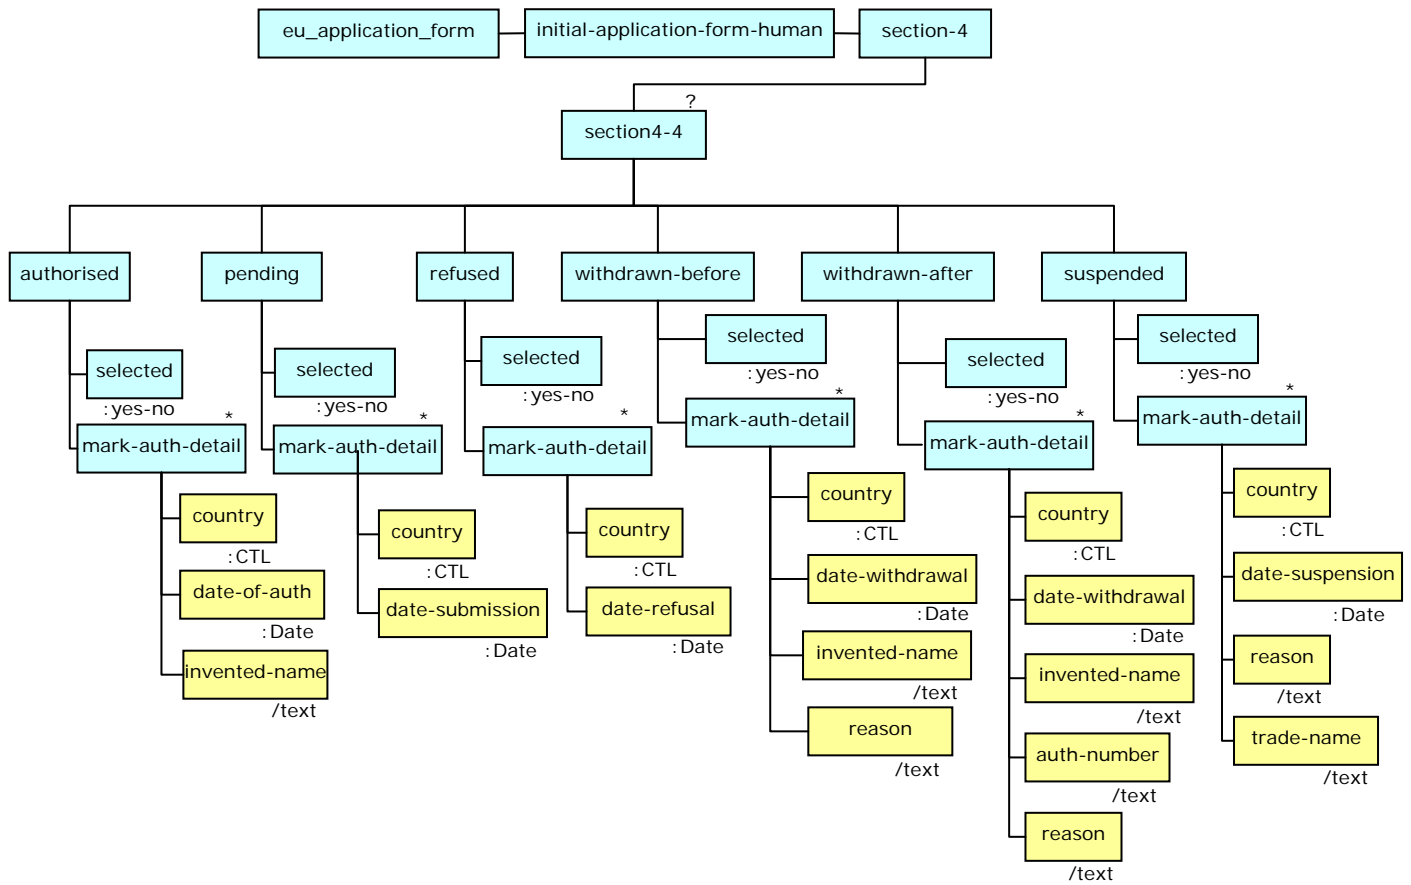 eu_application_form
initial-application-form-human
section-4
?
section4-4
authorised
pending
refused
withdrawn-before
withdrawn-after
suspended
selected
:yes-no
*
mark-auth-detail
country
:CTL
date-of-auth
:Date
invented-name
/text
selected
:yes-no
*
mark-auth-detail
country
:CTL
date-submission
:Date
selected
:yes-no
*
mark-auth-detail
country
:CTL
date-refusal
:Date
selected
:yes-no
*
mark-auth-detail
country
:CTL
date-withdrawal
:Date
invented-name
/text
reason
/text
selected
:yes-no
*
mark-auth-detail
country
:CTL
date-withdrawal
:Date
invented-name
/text
auth-number
/text
reason
/text
selected
:yes-no
*
mark-auth-detail
country
:CTL
date-suspension
:Date
reason
/text
trade-name
/text